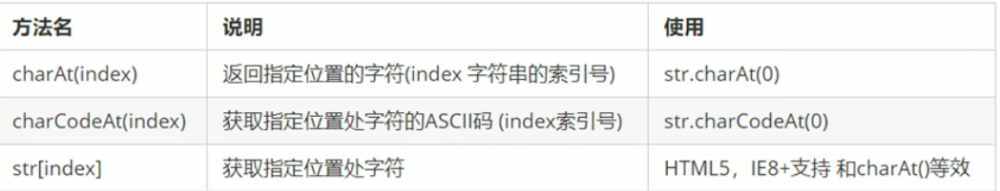 方法名 说明 使用
charAt(index) 返回指定位置的字符(index 字符串的索引号) str.charAt(0)
charCodeAt(index) 获取指定位置处字符的ASCII码 (index索引号) str.charCodeAt(0)
str[index] 获取指定位置处字符 HTML5，IE8+支持 和charAt()等效